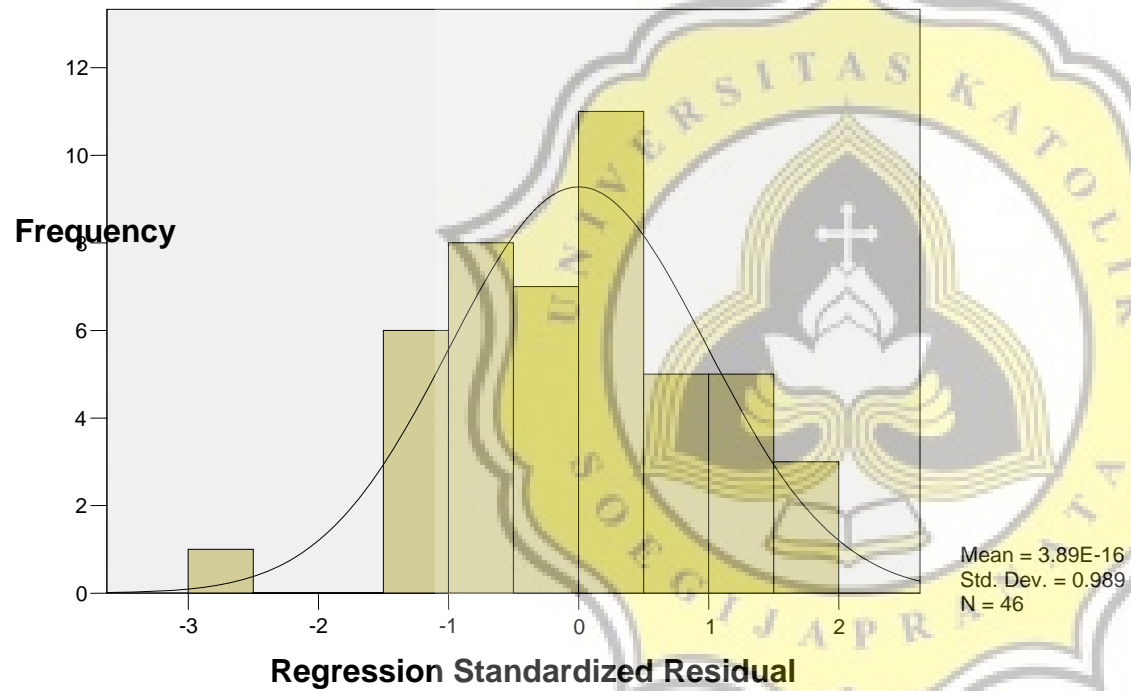 12
10
Frequency
8
6
4
2
0
-3 -2 -1 0 1 2
Regression Standardized Residual
Mean = 3.89E-16
Std. Dev. = 0.989
N = 46
UNIVERSITAS KATOLIK
SOEGIJAPRANATA